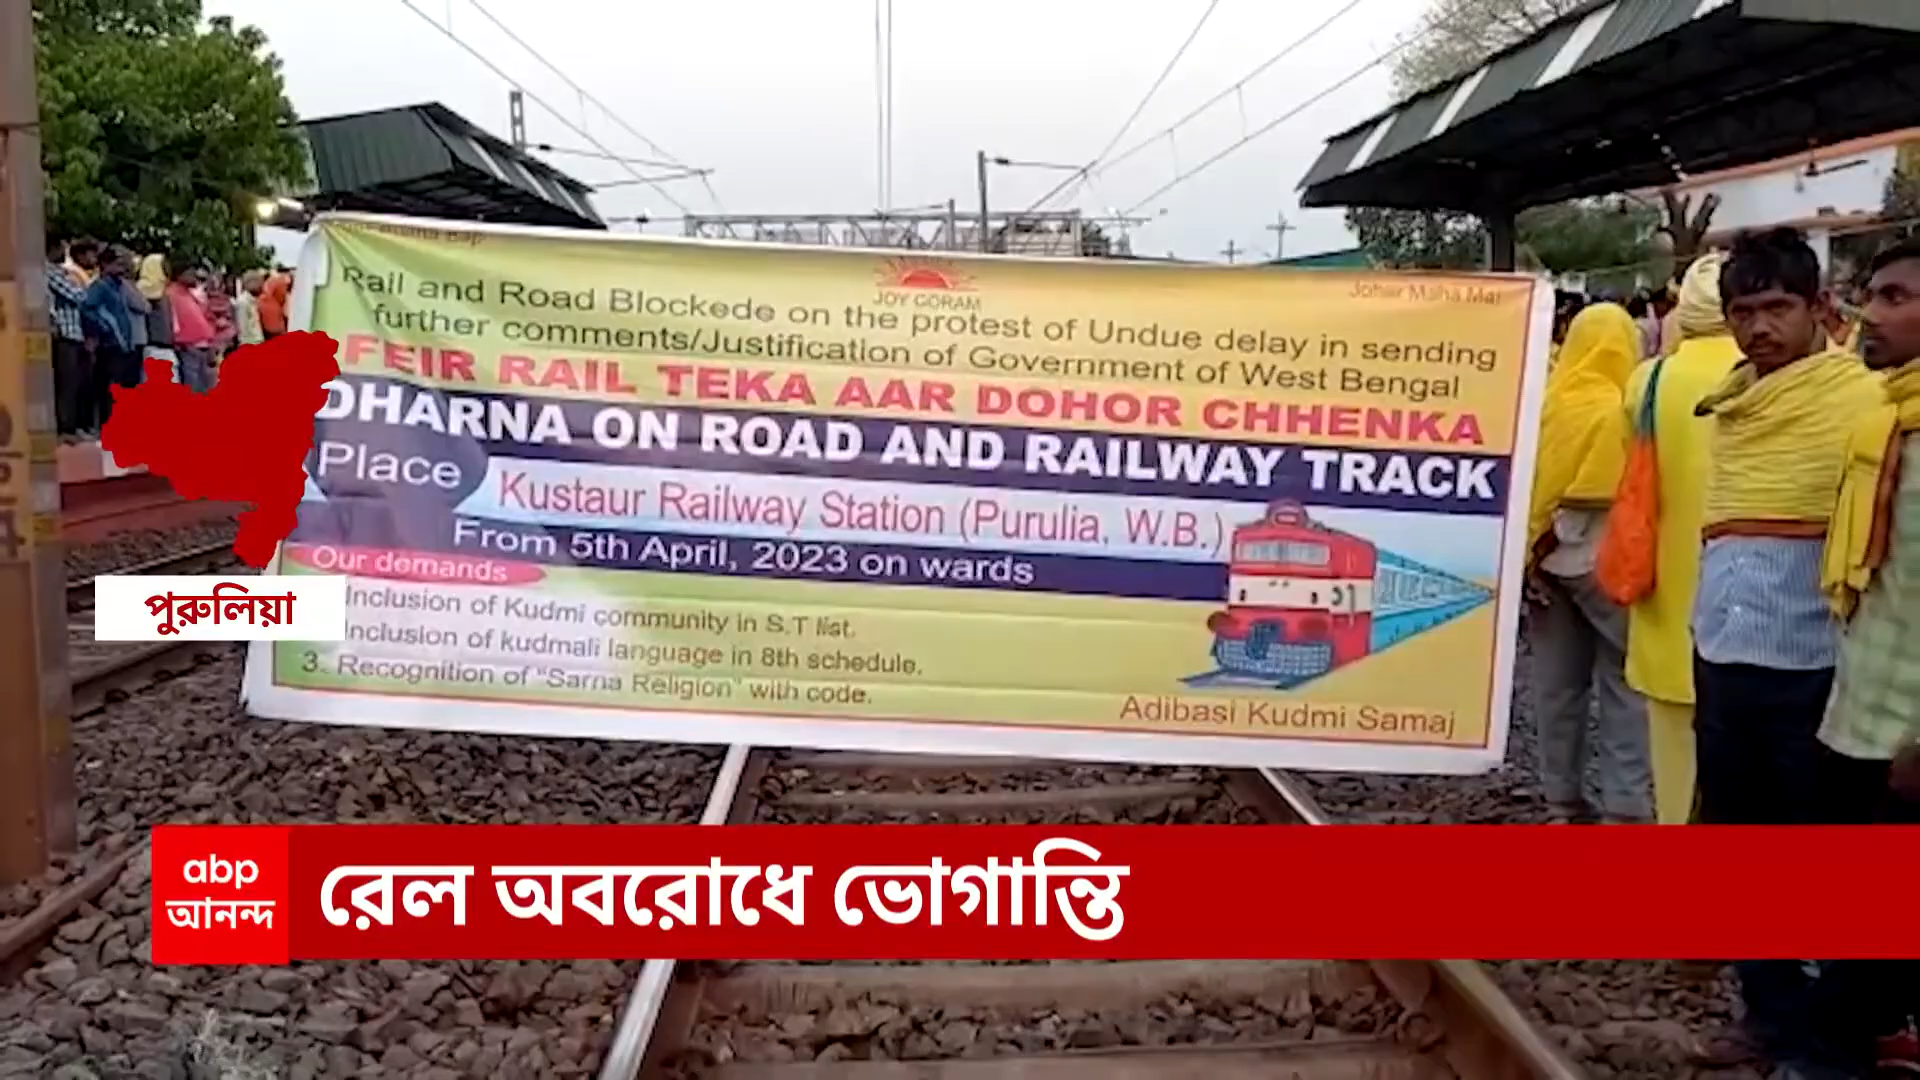 JOY GORAM
Johar Maha Mai
Rail and Road Blockede on the protest of Undue delay in sending
further comments/Justification of Government of West Bengal
FEIR RAIL TEKA AAR DOHOR CHHENKA
DHARNA ON ROAD AND RAILWAY TRACK
Place
Kustaur Railway Station (Purulia, W.B.)
From 5th April, 2023 on wards
Our demands
Inclusion of Kudmi community in S.T list.
Inclusion of kudmali language in 8th schedule.
3. Recognition of "Sarna Religion" with code.
Adibasi Kudmi Samaj
পুরুলিয়া
abp
আনন্দ
রেল অবরোধে ভোগান্তি